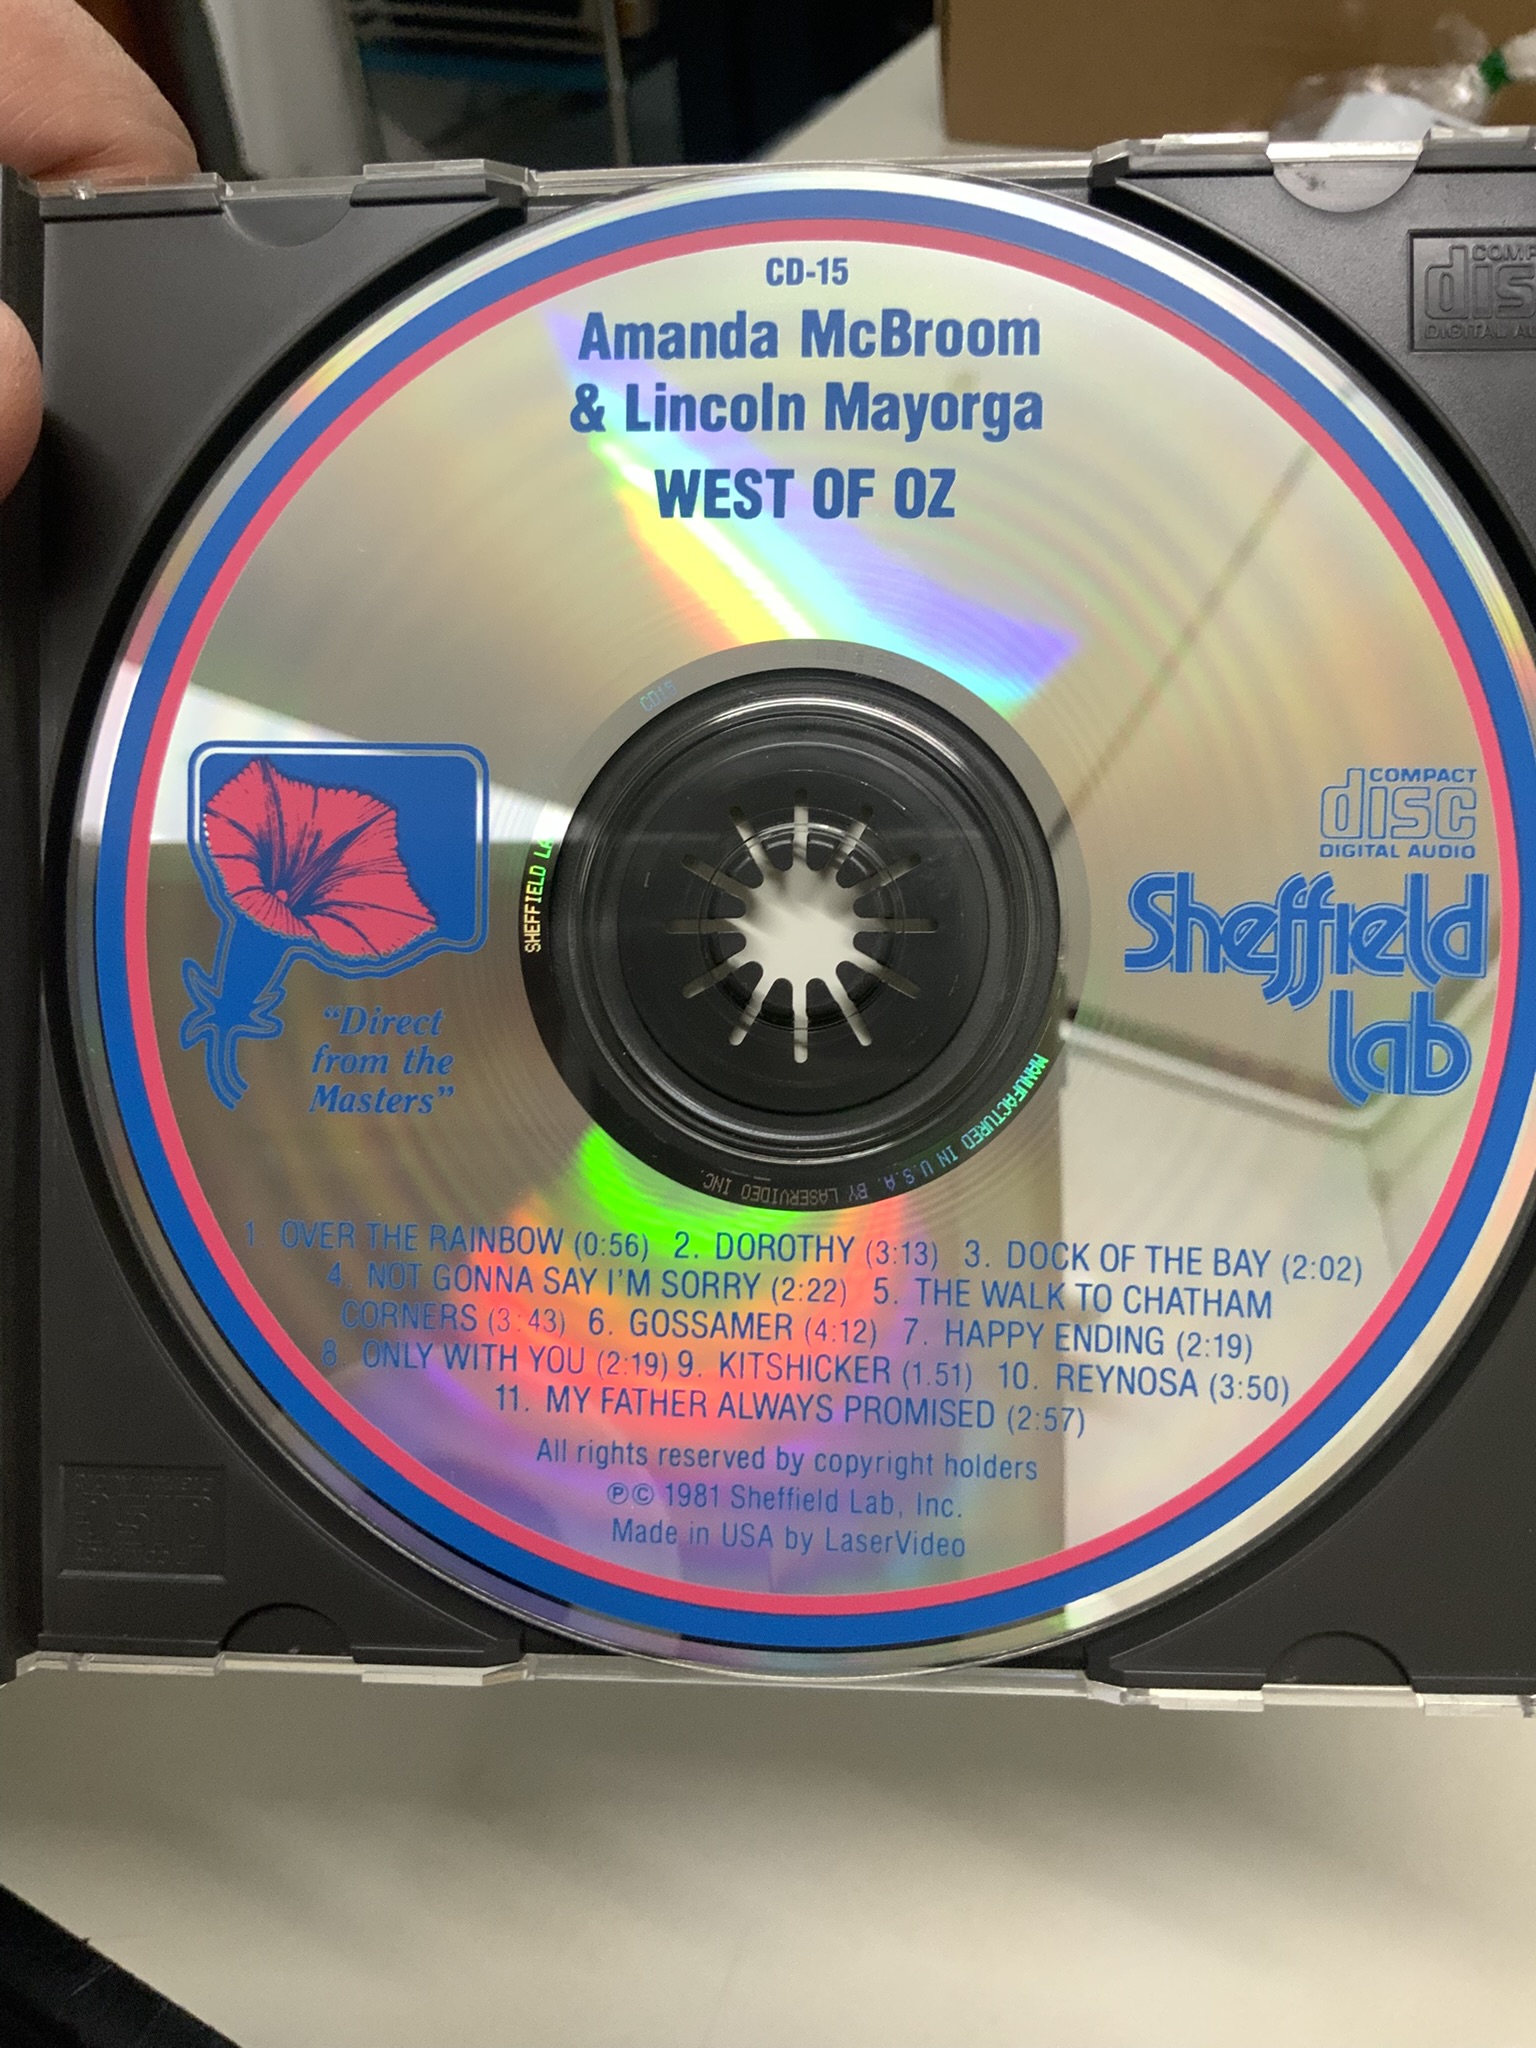 CD-15
Amanda McBroom
& Lincoln Mayorga
WEST OF OZ
COMPACT
disc
DIGITAL AUDIO
Sheffield
Lab
"Direct
from the
Masters"
CD15
SHEFFIELD
MANUFACTURED IN U.S.A. BY LASERVIDEO INC.
1. OVER THE RAINBOW (0:56) 2. DOROTHY (3:13) 3. DOCK OF THE BAY (2:02)
4. NOT GONNA SAY I'M SORRY (2:22) 5. THE WALK TO CHATHAM
CORNERS (3:43) 6. GOSSAMER (4:12) 7. HAPPY ENDING (2:19)
8. ONLY WITH YOU (2:19) 9. KITSHICKER (1.51) 10. REYNOSA (3:50)
11. MY FATHER ALWAYS PROMISED (2:57)
All rights reserved by copyright holders
℗© 1981 Sheffield Lab, Inc.
Made in USA by LaserVideo